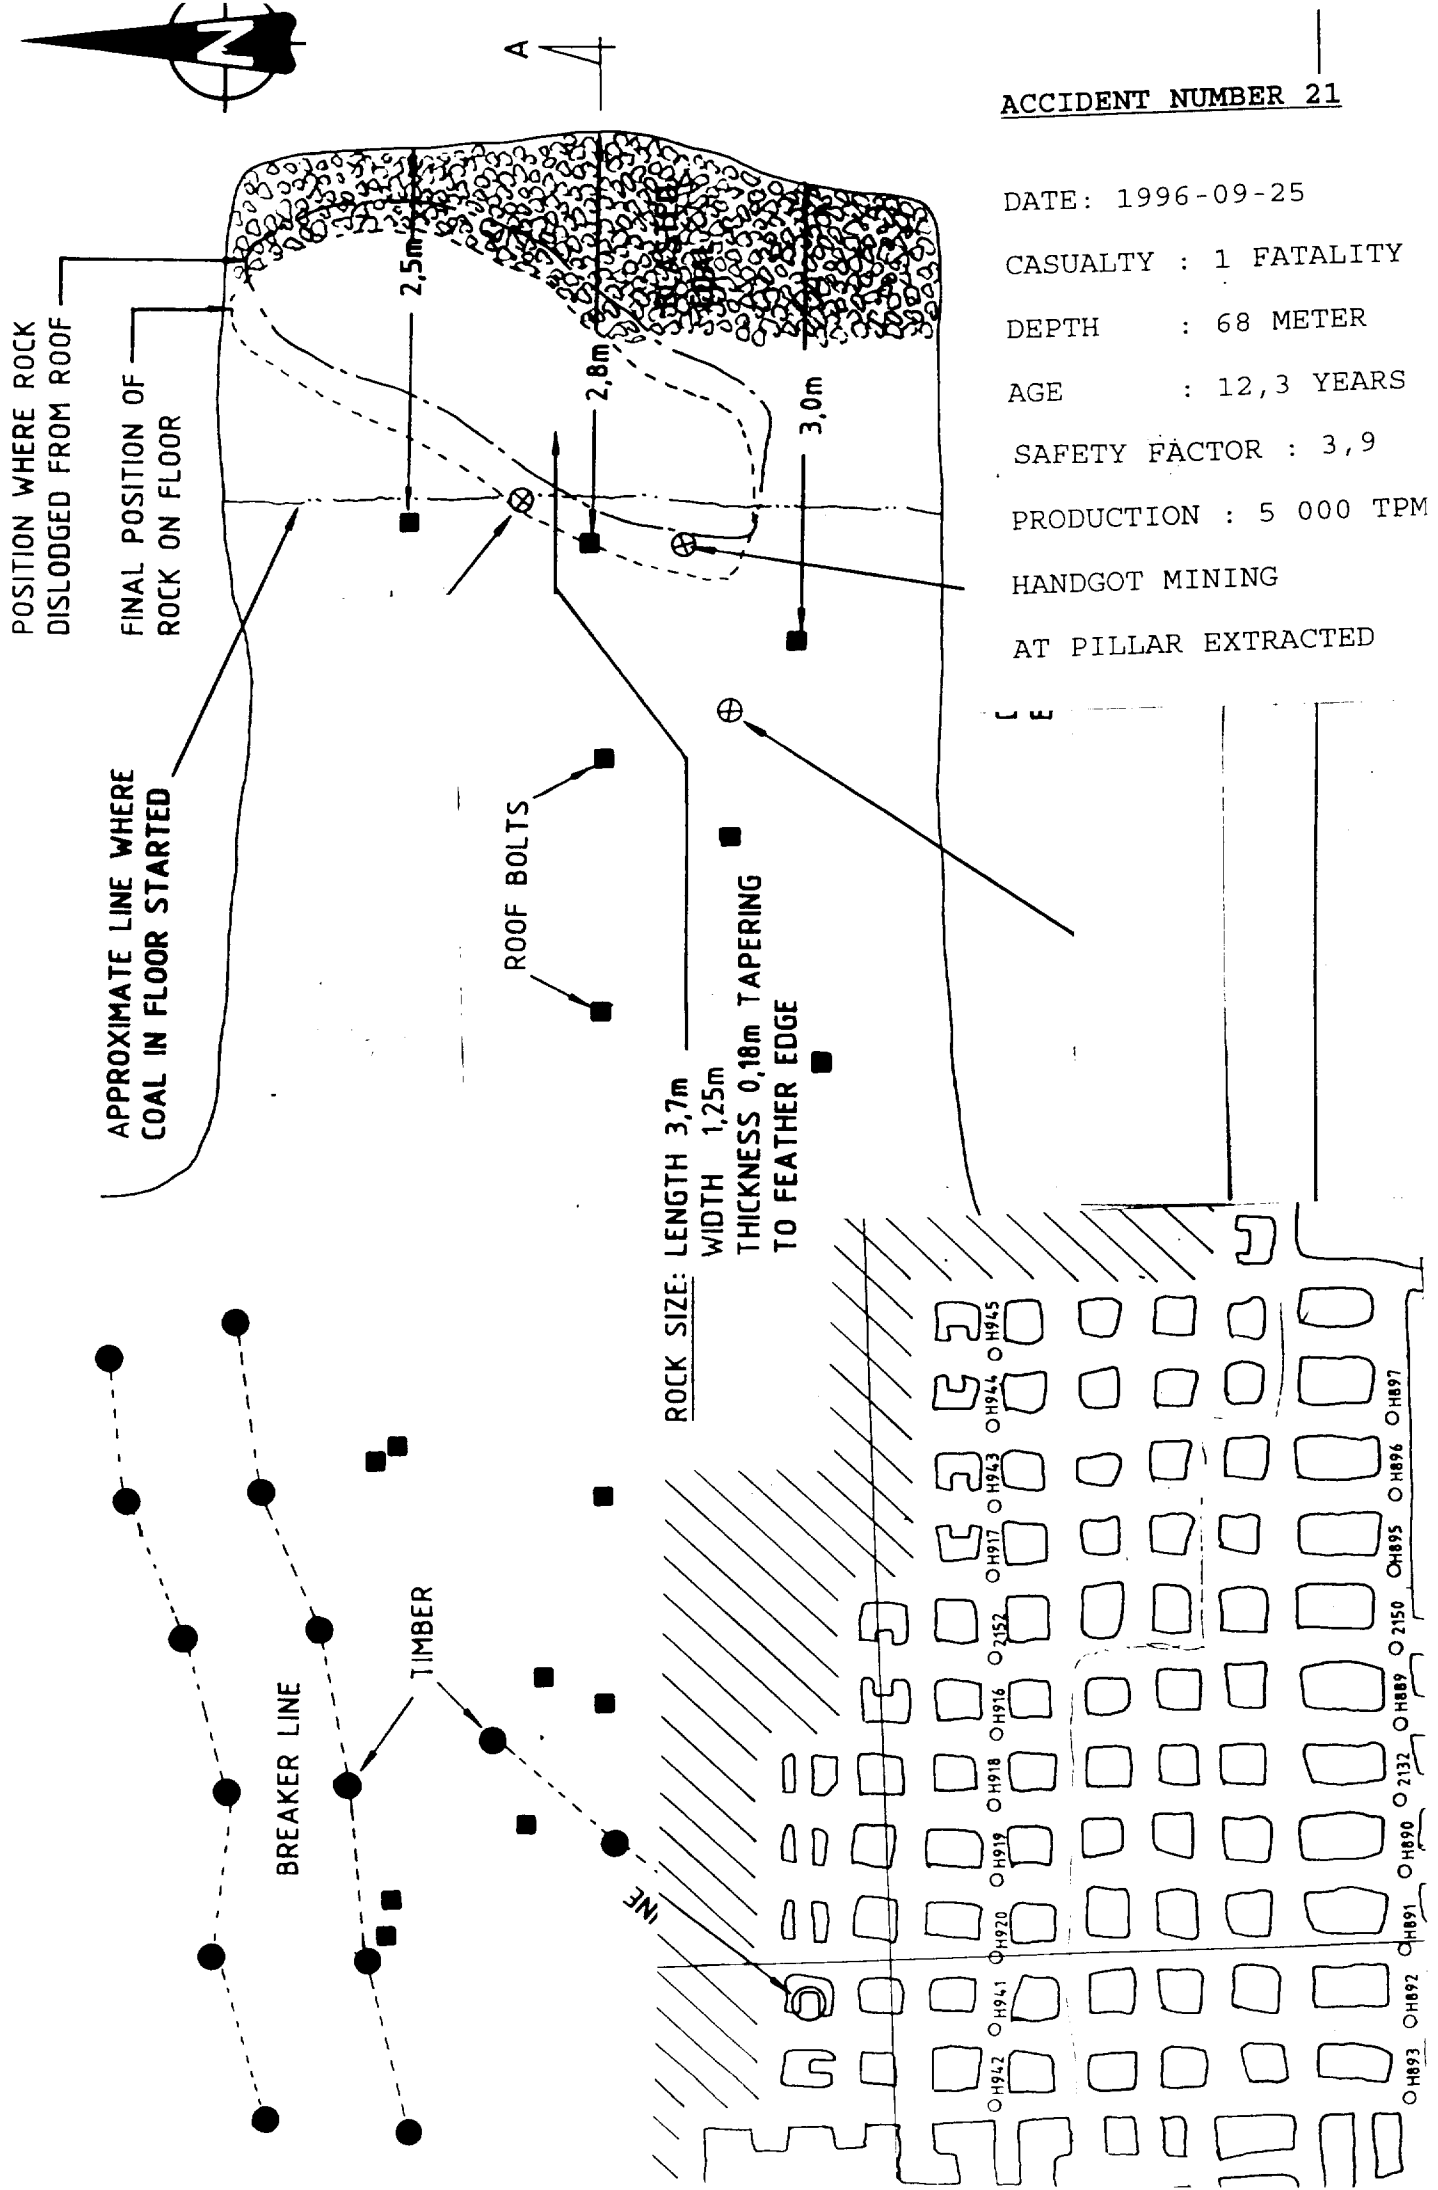 N
A
ACCIDENT NUMBER 21
DATE: 1996-09-25
CASUALTY : 1 FATALITY
DEPTH : 68 METER
AGE : 12,3 YEARS
SAFETY FACTOR : 3,9
PRODUCTION : 5 000 TPM
HANDGOT MINING
AT PILLAR EXTRACTED
POSITION WHERE ROCK
DISLODGED FROM ROOF
FINAL POSITION OF
ROCK ON FLOOR
2,5m
2,8m
3,0m
APPROXIMATE LINE WHERE
COAL IN FLOOR STARTED
ROOF BOLTS
ROCK SIZE: LENGTH 3,7m
WIDTH 1,25m
THICKNESS 0,18m TAPERING
TO FEATHER EDGE
BREAKER LINE
TIMBER
INE
H942
H941
H920
H919
H918
H916
2152
H917
H943
H944
H945
H893
H892
H891
H890
2132
H889
2150
H895
H896
H897